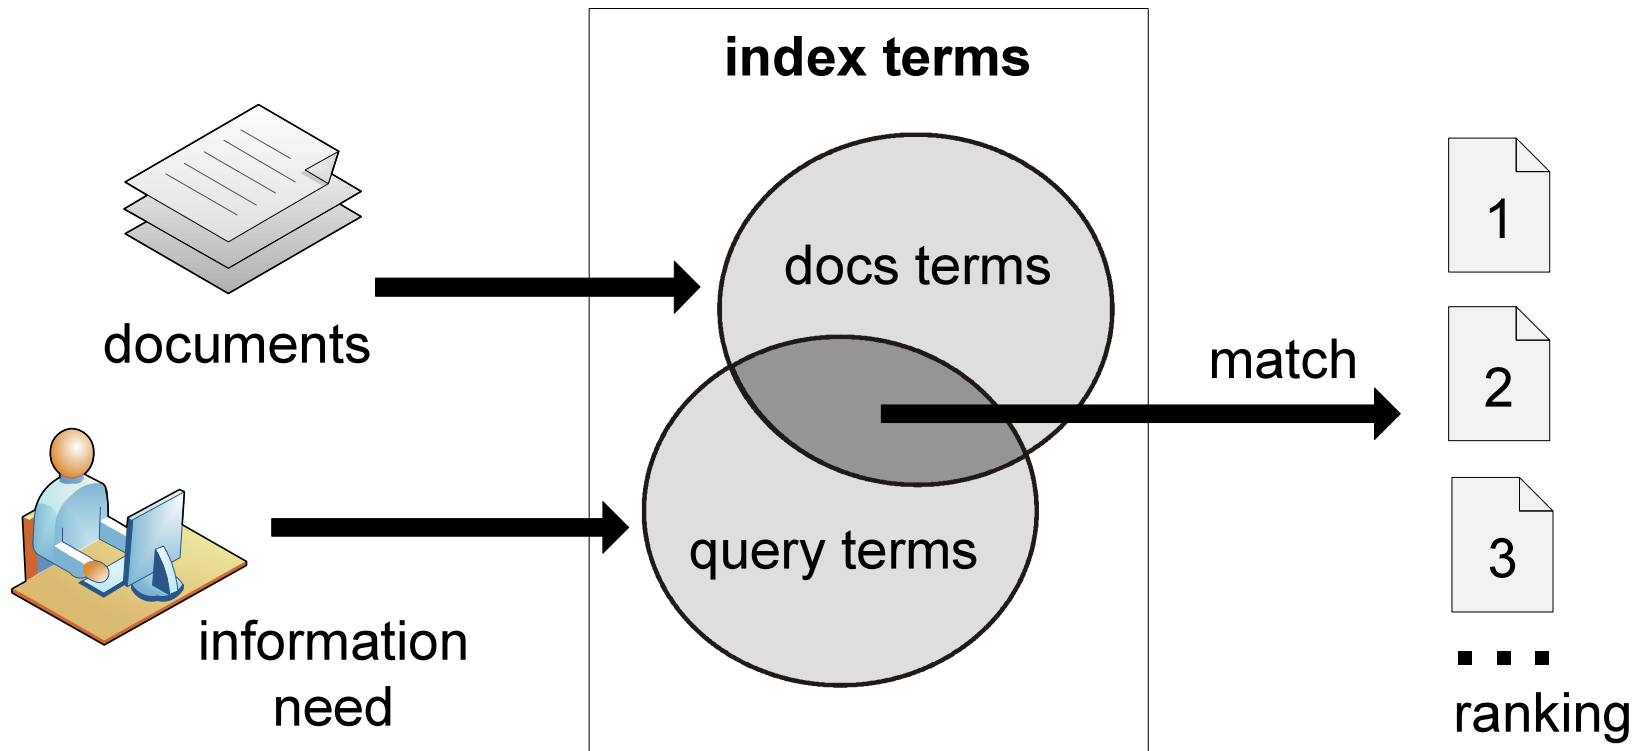 index terms
documents
docs terms
match
information
need
query terms
1
2
3
...
ranking